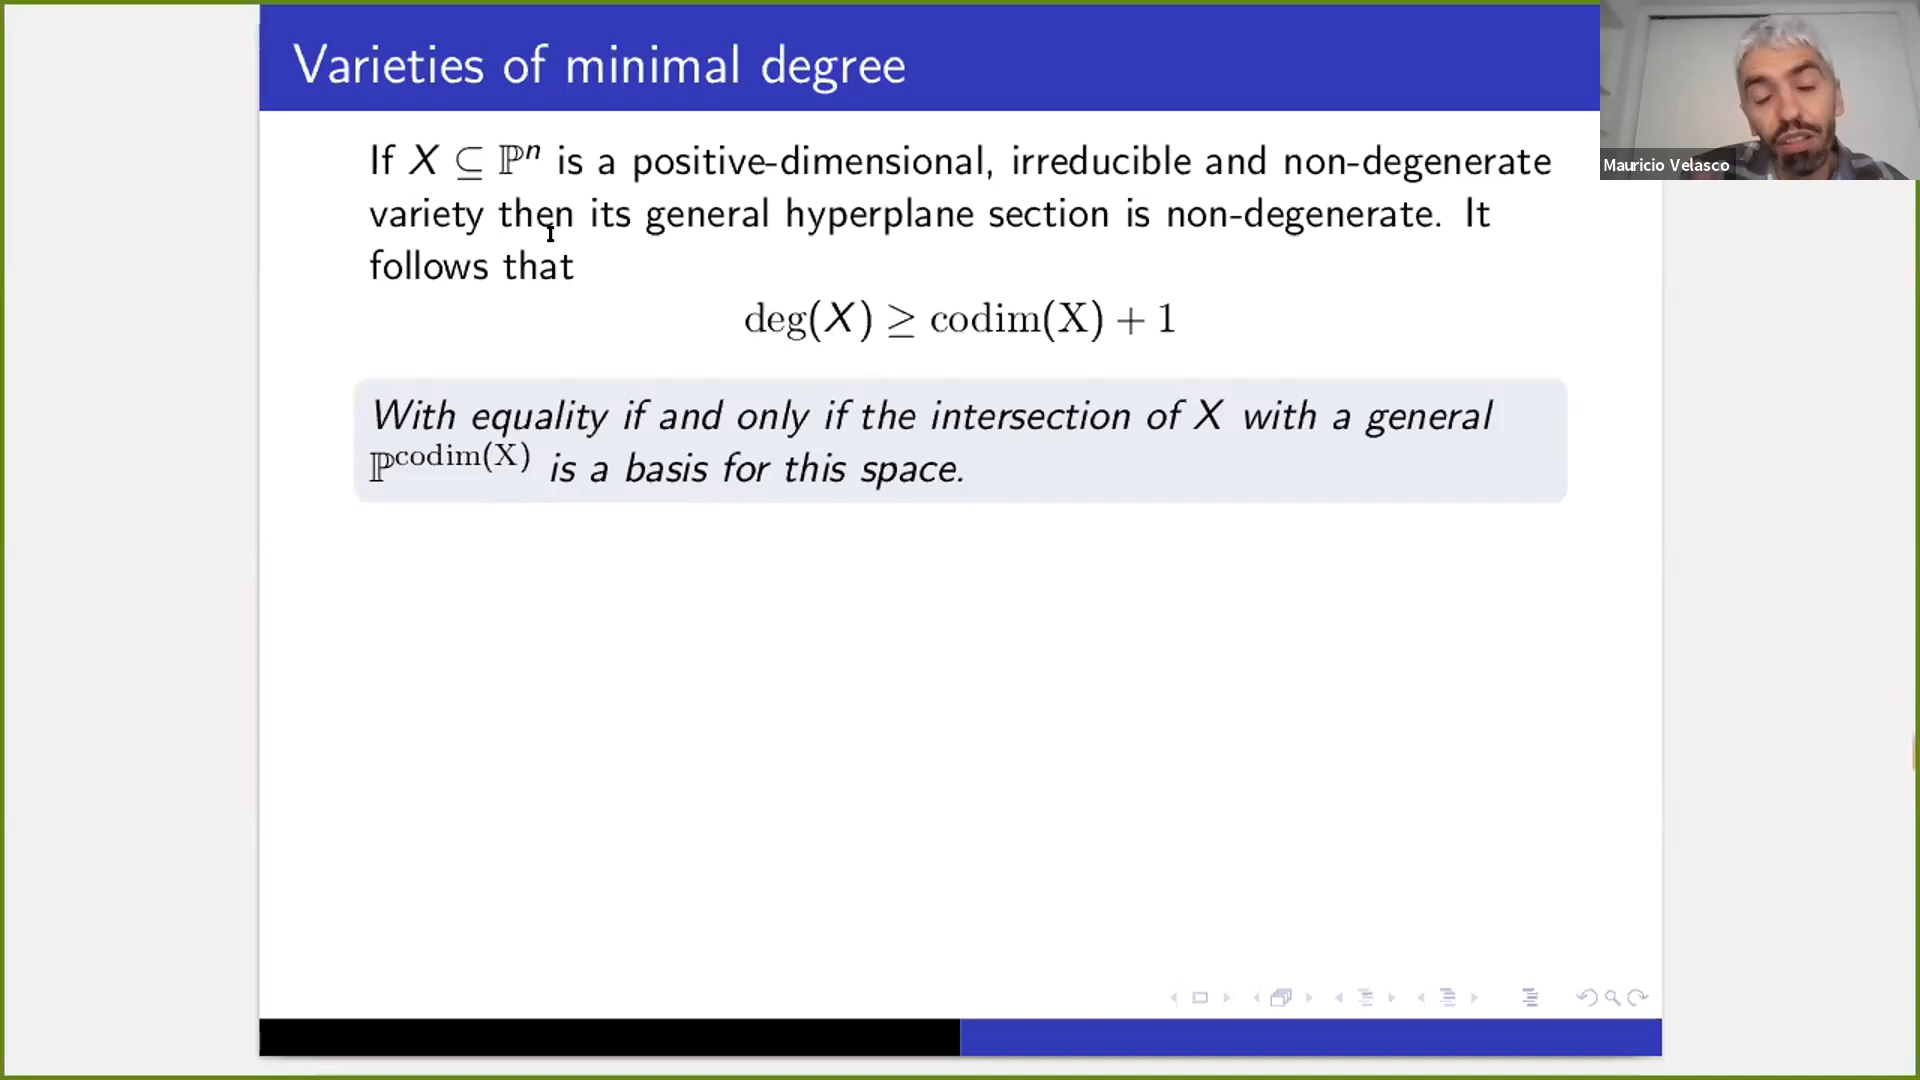 Varieties of minimal degree
If X ⊆ ℙⁿ is a positive-dimensional, irreducible and non-degenerate
variety then its general hyperplane section is non-degenerate. It
follows that
deg(X) ≥ codim(X) + 1
With equality if and only if the intersection of X with a general
ℙ^codim(X) is a basis for this space.
Mauricio Velasco